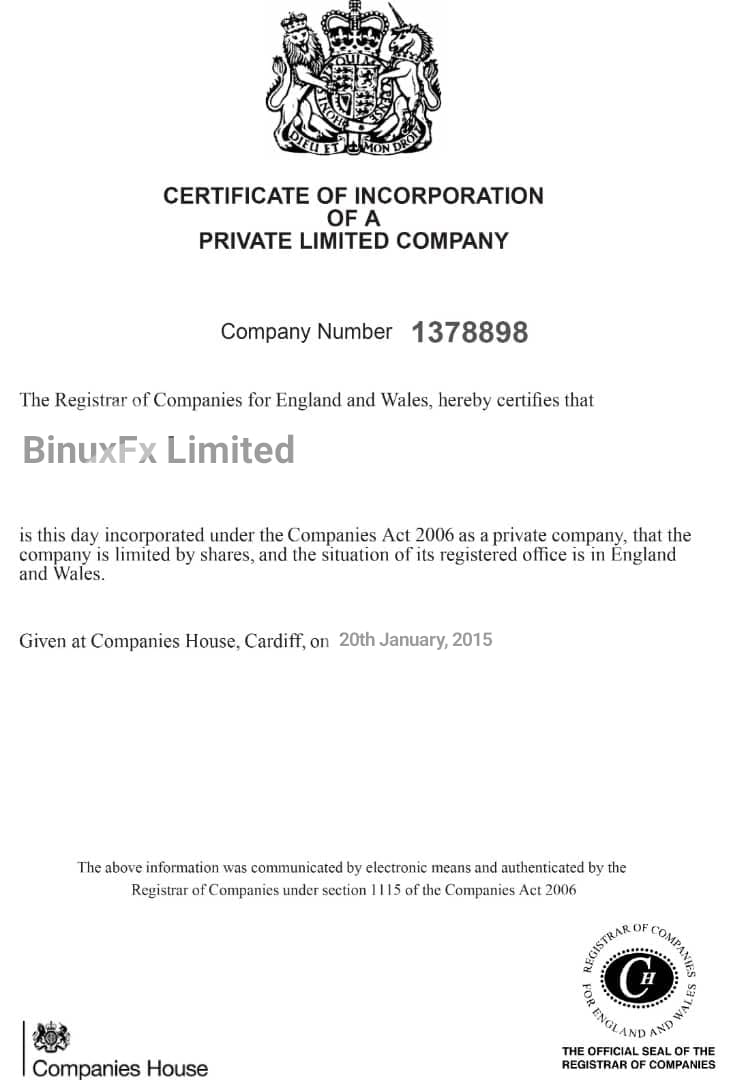 QUI
HONI
PENSE
DIEU ET MON DROIT
CERTIFICATE OF INCORPORATION
OF A
PRIVATE LIMITED COMPANY
Company Number 1378898
The Registrar of Companies for England and Wales, hereby certifies that
BinuxFx Limited
is this day incorporated under the Companies Act 2006 as a private company, that the
company is limited by shares, and the situation of its registered office is in England
and Wales.
Given at Companies House, Cardiff, on 20th January, 2015
The above information was communicated by electronic means and authenticated by the
Registrar of Companies under section 1115 of the Companies Act 2006
REGISTRAR OF COMPANIES
FOR ENGLAND AND WALES
CH
THE OFFICIAL SEAL OF THE
REGISTRAR OF COMPANIES
Companies House